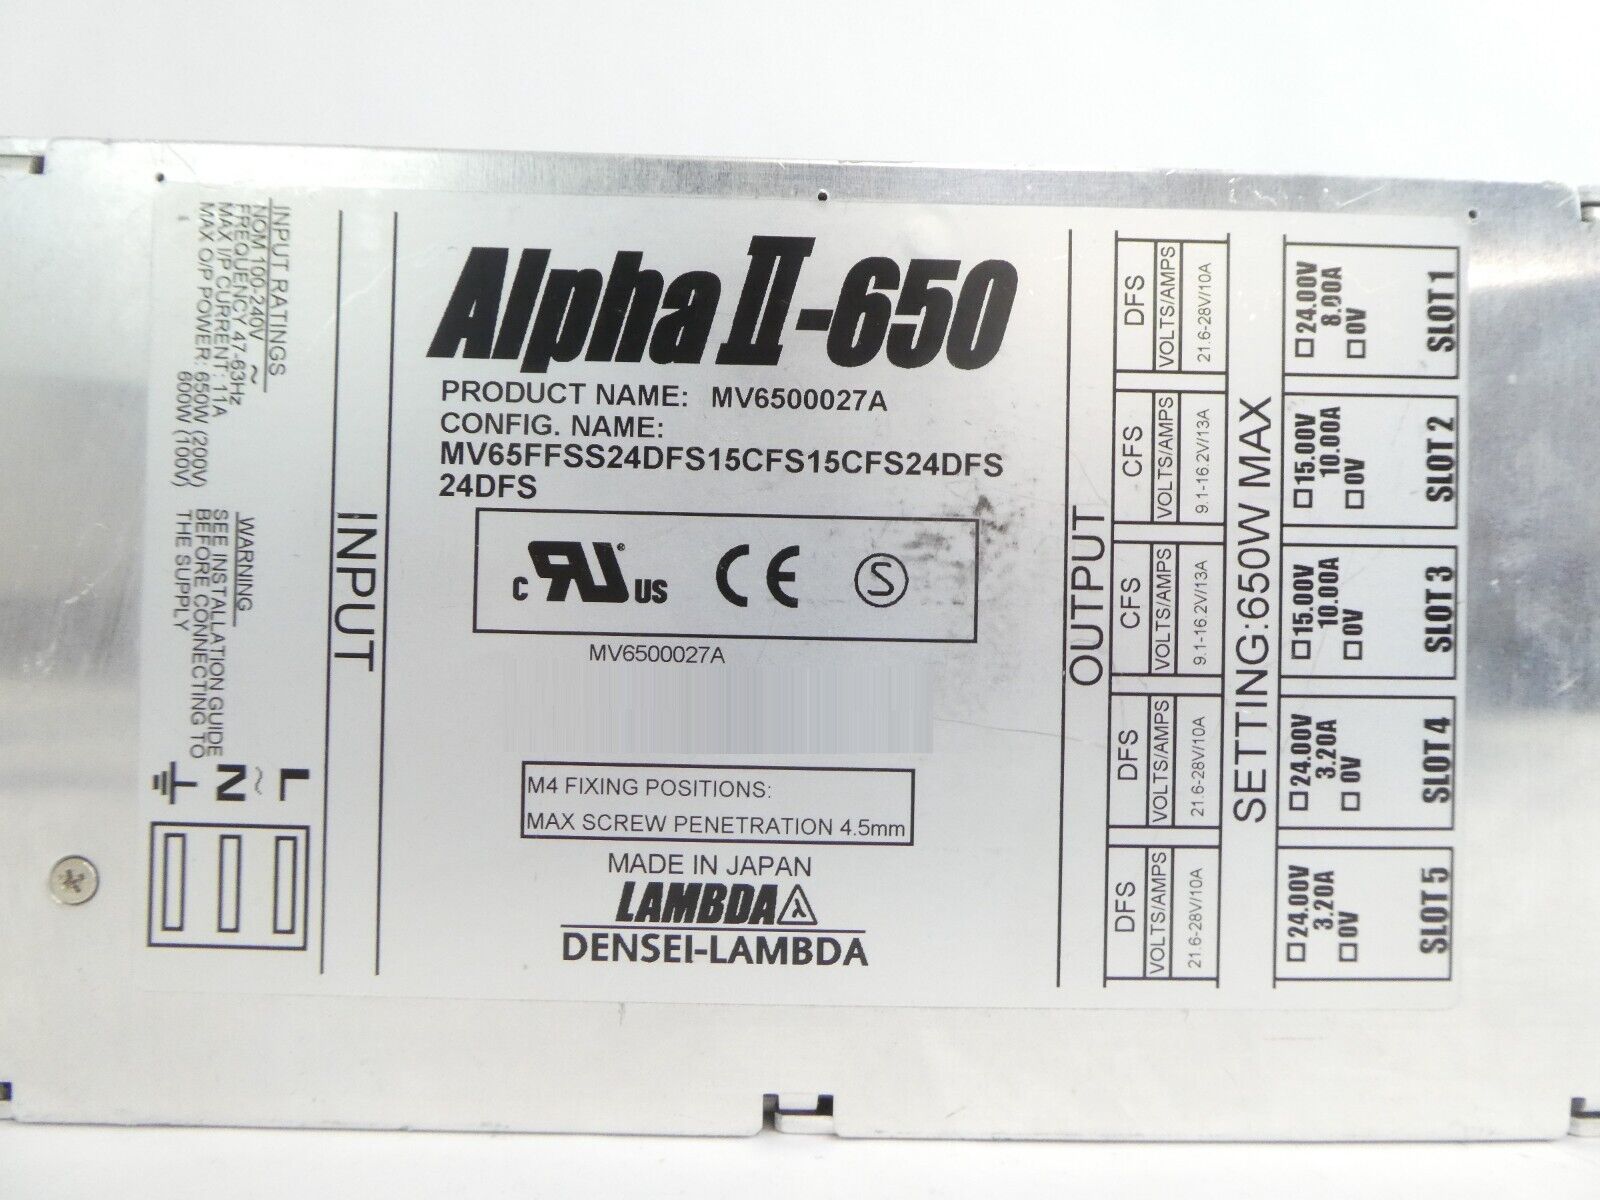 Alpha II-650
PRODUCT NAME: MV6500027A
CONFIG. NAME:
MV65FFSS24DFS15CFS15CFS24DFS
24DFS
C RU ® US CE S
MV6500027A
M4 FIXING POSITIONS:
MAX SCREW PENETRATION 4.5mm
MADE IN JAPAN
LAMBDA λ
DENSEI-LAMBDA
INPUT
INPUT RATINGS
NOM 100-240V ~
FREQUENCY 47-63Hz
MAX I/P CURRENT: 11A
MAX O/P POWER: 650W (200V)
600W (100V)
WARNING
SEE INSTALLATION GUIDE
BEFORE CONNECTING TO
THE SUPPLY
L
~
N
OUTPUT
DFS
VOLTS/AMPS
21.6-28V/10A
CFS
VOLTS/AMPS
9.1-16.2V/13A
CFS
VOLTS/AMPS
9.1-16.2V/13A
DFS
VOLTS/AMPS
21.6-28V/10A
DFS
VOLTS/AMPS
21.6-28V/10A
SETTING:650W MAX
24.00V
8.00A
0V
SLOT 1
15.00V
10.00A
0V
SLOT 2
15.00V
10.00A
0V
SLOT 3
24.00V
3.20A
0V
SLOT 4
24.00V
3.20A
0V
SLOT 5